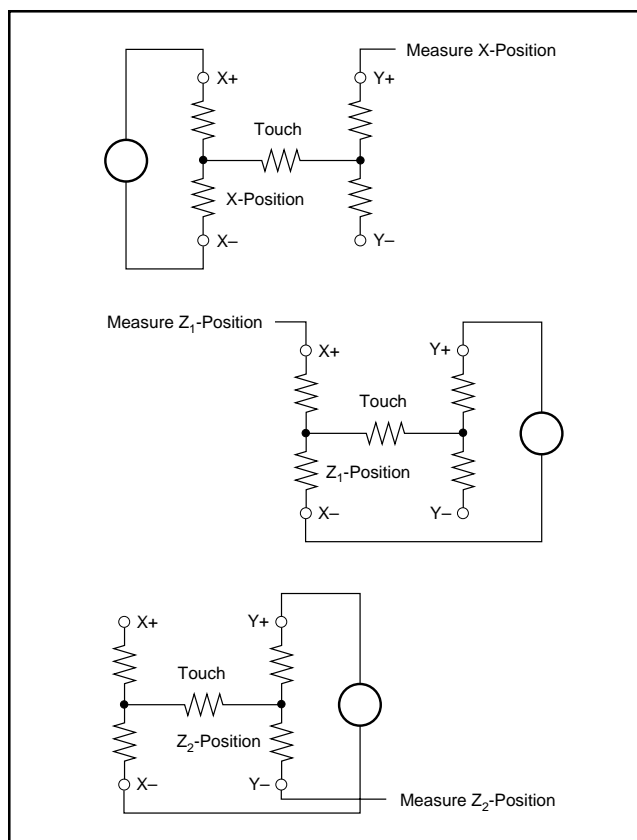 Measure X-Position
X+
Y+
Touch
X-Position
X–
Y–
Measure Z₁-Position
X+
Y+
Touch
Z₁-Position
X–
Y–
X+
Y+
Touch
Z₂-Position
X–
Y–
Measure Z₂-Position